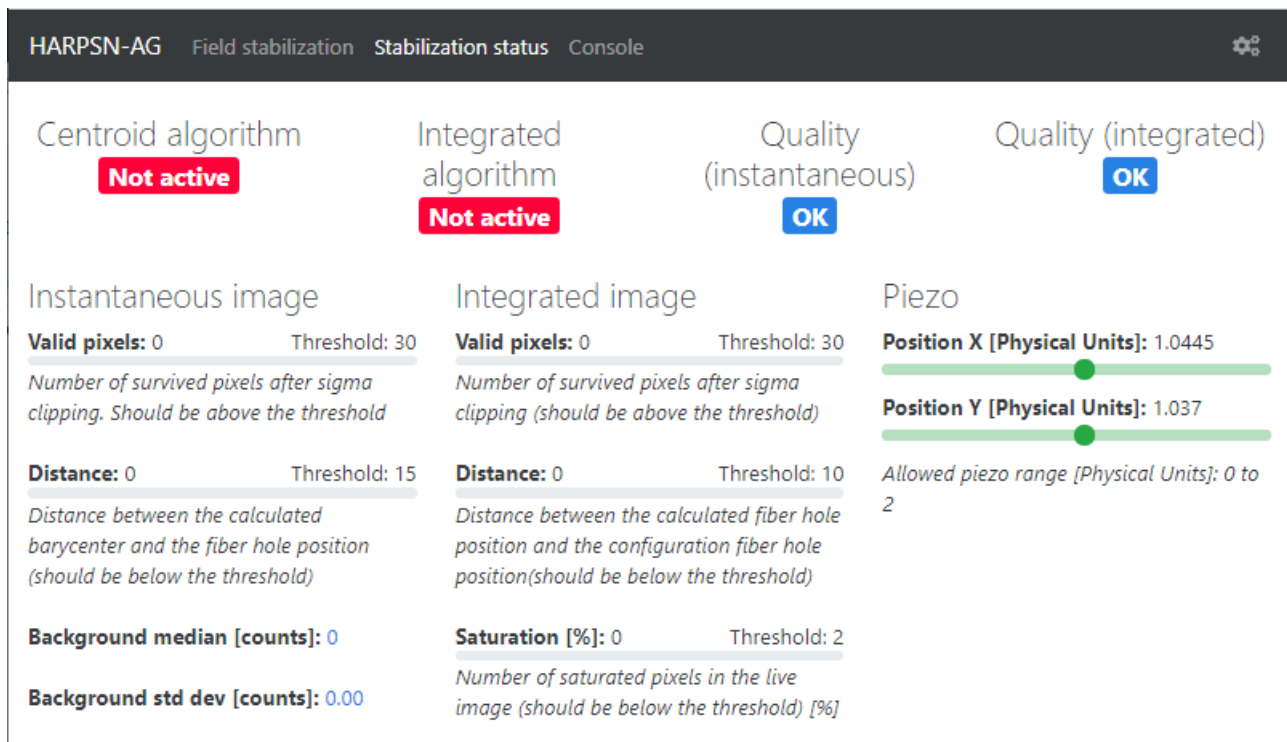 HARPSN-AG Field stabilization Stabilization status Console
Centroid algorithm
Not active
Integrated
algorithm
Not active
Quality
(instantaneous)
OK
Quality (integrated)
OK
Instantaneous image
Valid pixels: 0 Threshold: 30
Number of survived pixels after sigma
clipping. Should be above the threshold
Distance: 0 Threshold: 15
Distance between the calculated
barycenter and the fiber hole position
(should be below the threshold)
Background median [counts]: 0
Background std dev [counts]: 0.00
Integrated image
Valid pixels: 0 Threshold: 30
Number of survived pixels after sigma
clipping (should be above the threshold)
Distance: 0 Threshold: 10
Distance between the calculated fiber hole
position and the configuration fiber hole
position(should be below the threshold)
Saturation [%]: 0 Threshold: 2
Number of saturated pixels in the live
image (should be below the threshold) [%]
Piezo
Position X [Physical Units]: 1.0445
Position Y [Physical Units]: 1.037
Allowed piezo range [Physical Units]: 0 to
2